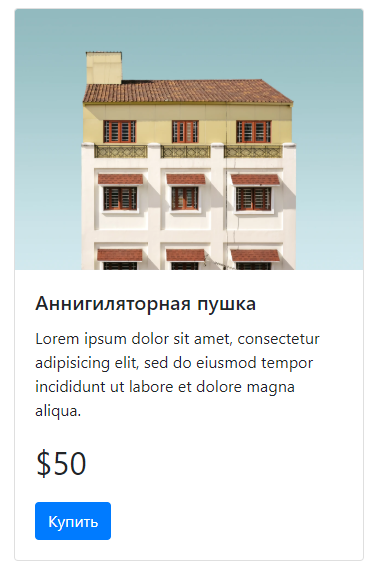 Аннигиляторная пушка
Lorem ipsum dolor sit amet, consectetur
adipisicing elit, sed do eiusmod tempor
incididunt ut labore et dolore magna
aliqua.
$50
Купить